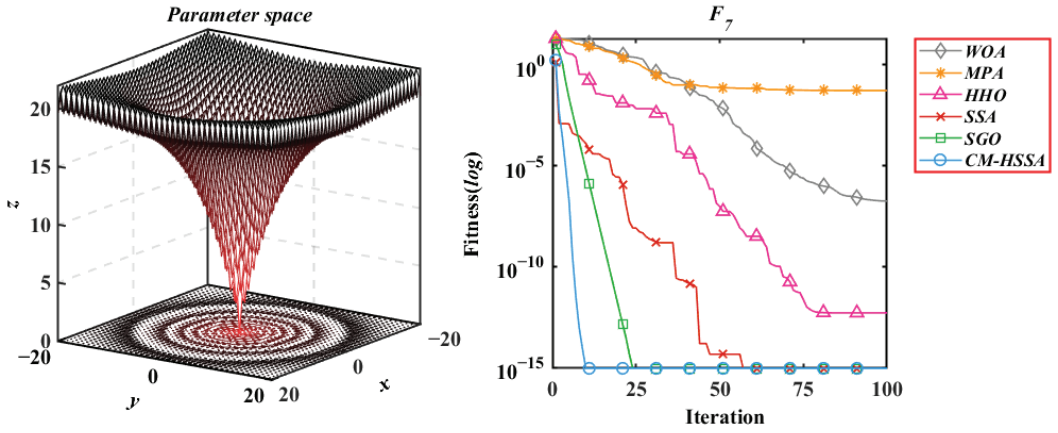 Parameter space
z
20
15
10
5
0
−20
0
20
y
20
0
−20
x
F7
Fitness(log)
10^0
10^−5
10^−10
10^−15
0
25
50
75
100
Iteration
WOA
MPA
HHO
SSA
SGO
CM-HSSA